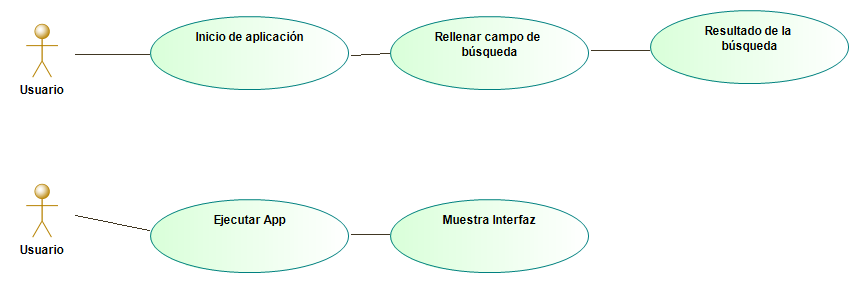 Usuario
Inicio de aplicación
Rellenar campo de
búsqueda
Resultado de la
búsqueda
Usuario
Ejecutar App
Muestra Interfaz